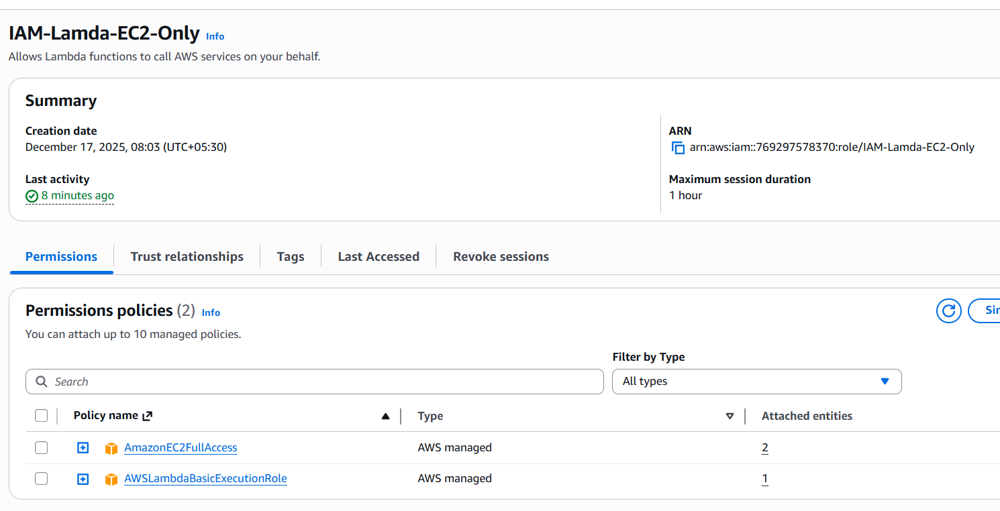 IAM-Lamda-EC2-Only Info
Allows Lambda functions to call AWS services on your behalf.
Summary
Creation date
December 17, 2025, 08:03 (UTC+05:30)
ARN
arn:aws:iam::769297578370:role/IAM-Lamda-EC2-Only
Last activity
8 minutes ago
Maximum session duration
1 hour
Permissions Trust relationships Tags Last Accessed Revoke sessions
Permissions policies (2) Info
You can attach up to 10 managed policies.
Filter by Type
Search
All types
Policy name Type Attached entities
AmazonEC2FullAccess AWS managed 2
AWSLambdaBasicExecutionRole AWS managed 1